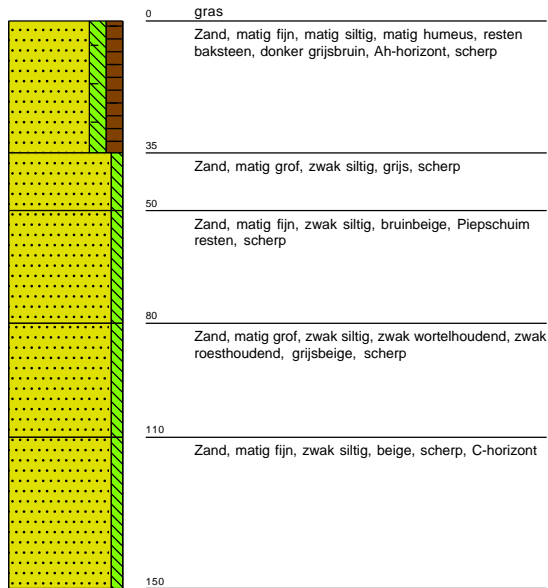 0
gras
Zand, matig fijn, matig siltig, matig humeus, resten
baksteen, donker grijsbruin, Ah-horizont, scherp
35
Zand, matig grof, zwak siltig, grijs, scherp
50
Zand, matig fijn, zwak siltig, bruinbeige, Piepschuim
resten, scherp
80
Zand, matig grof, zwak siltig, zwak wortelhoudend, zwak
roesthoudend, grijsbeige, scherp
110
Zand, matig fijn, zwak siltig, beige, scherp, C-horizont
150